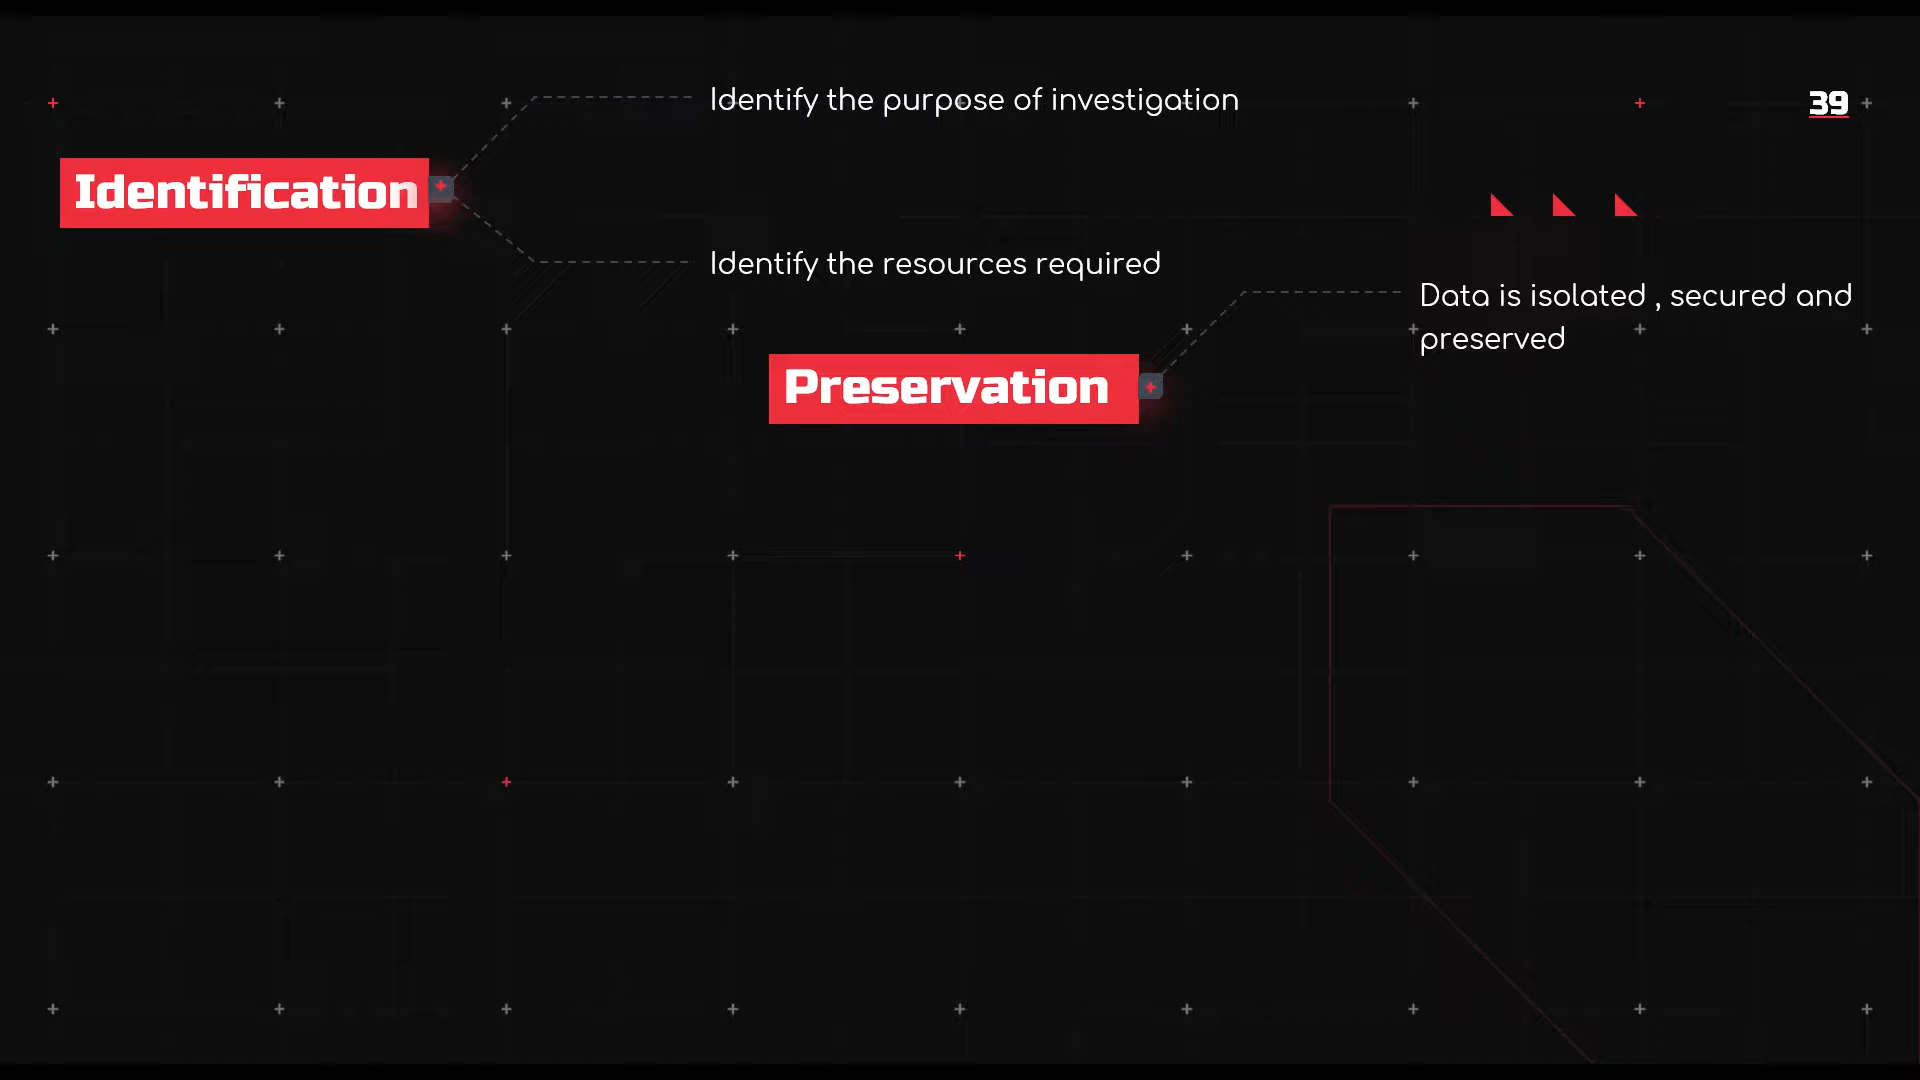 Identify the purpose of investigation
39
Identification
Identify the resources required
Data is isolated , secured and
preserved
Preservation